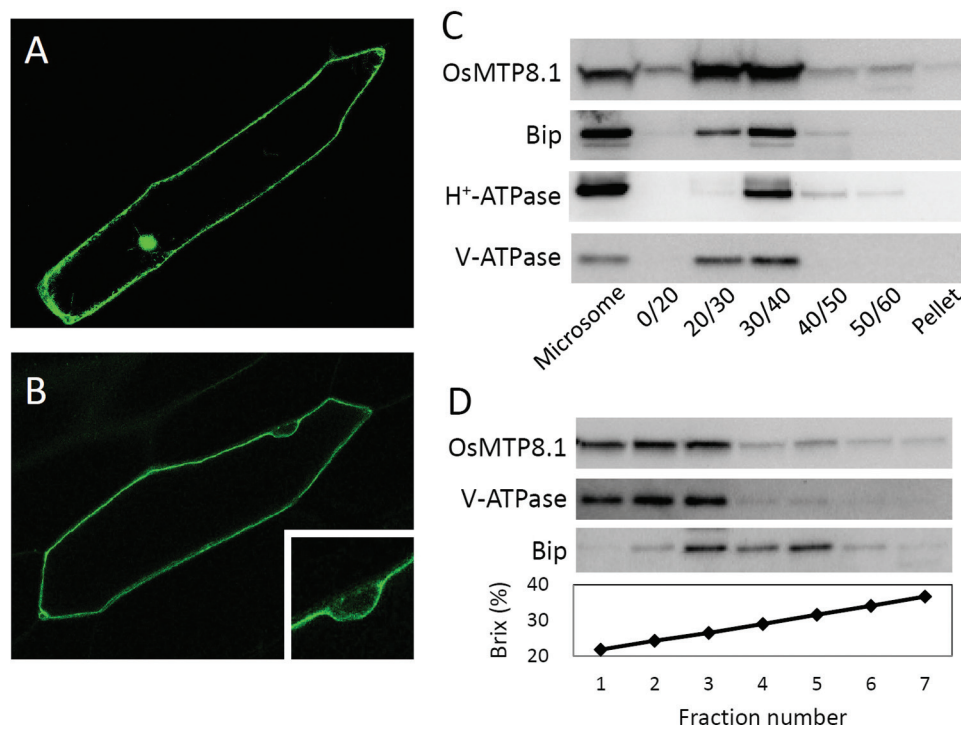 A
B
C
OsMTP8.1
Bip
H⁺-ATPase
V-ATPase
Microsome
0/20
20/30
30/40
40/50
50/60
Pellet
D
OsMTP8.1
V-ATPase
Bip
Brix (%)
40
30
20
1 2 3 4 5 6 7
Fraction number